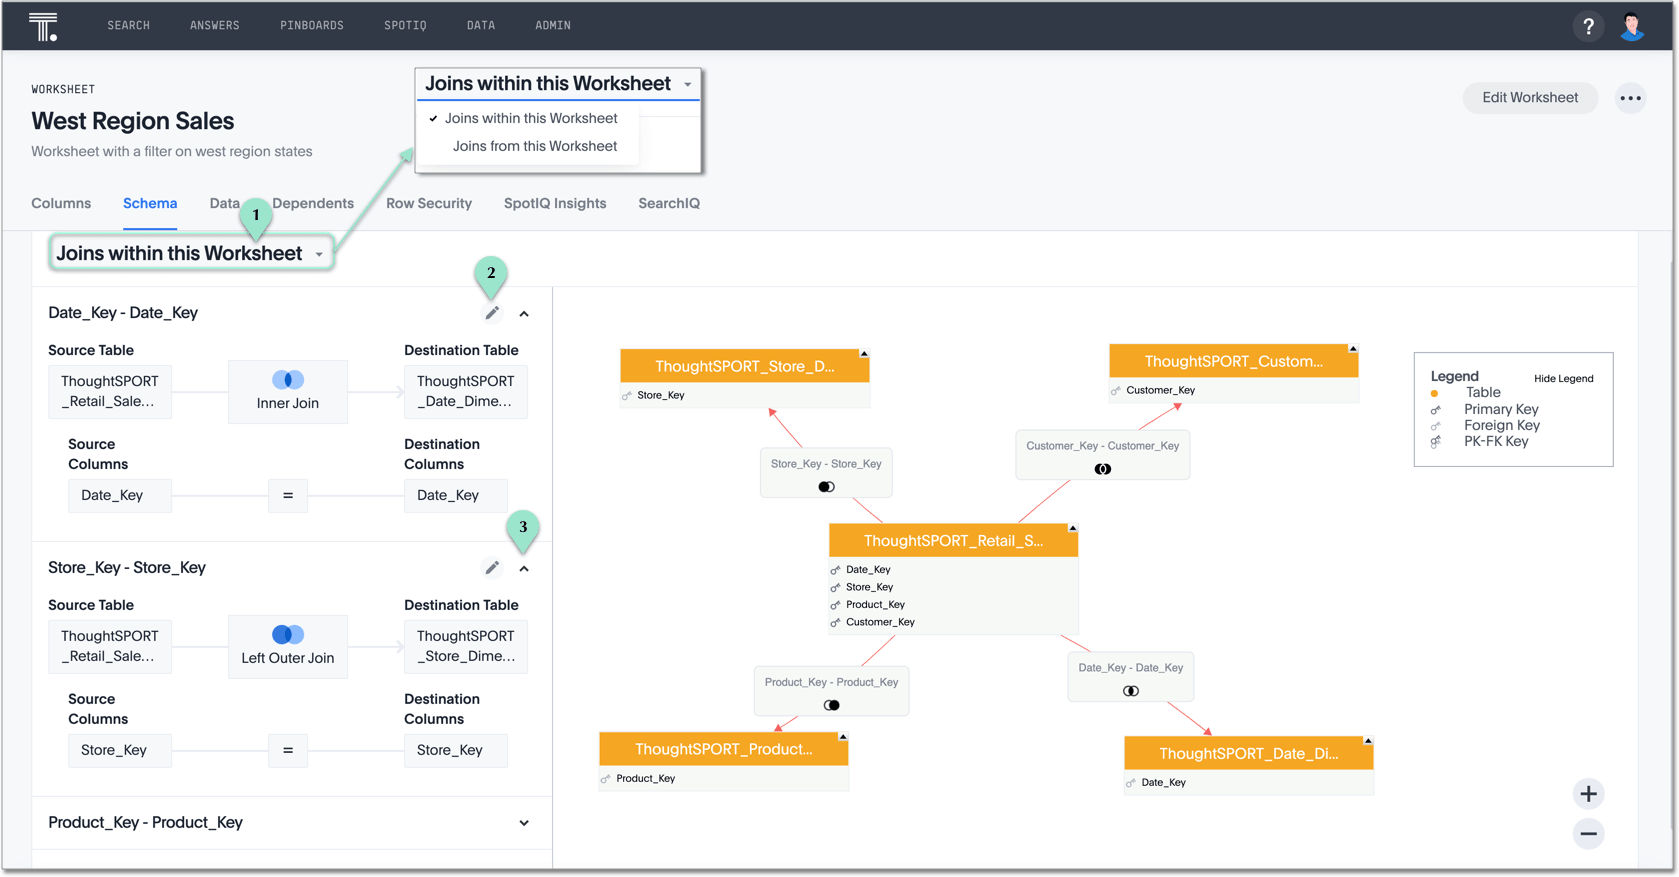 T.
SEARCH
ANSWERS
PINBOARDS
SPOTIQ
DATA
ADMIN
?
WORKSHEET
West Region Sales
Worksheet with a filter on west region states
Joins within this Worksheet
Joins within this Worksheet
Joins from this Worksheet
Edit Worksheet
Columns
Schema
Data
Dependents
Row Security
SpotIQ Insights
SearchIQ
1
Joins within this Worksheet
2
Date_Key - Date_Key
Source Table
Destination Table
ThoughtSPORT
_Retail_Sale...
Inner Join
ThoughtSPORT
_Date_Dime...
Source
Columns
Destination
Columns
Date_Key
=
Date_Key
3
Store_Key - Store_Key
Source Table
Destination Table
ThoughtSPORT
_Retail_Sale...
Left Outer Join
ThoughtSPORT
_Store_Dime...
Source
Columns
Destination
Columns
Store_Key
=
Store_Key
Product_Key - Product_Key
ThoughtSPORT_Store_D...
Store_Key
ThoughtSPORT_Custom...
Customer_Key
Store_Key - Store_Key
Customer_Key - Customer_Key
ThoughtSPORT_Retail_S...
Date_Key
Store_Key
Product_Key
Customer_Key
Product_Key - Product_Key
Date_Key - Date_Key
ThoughtSPORT_Product...
Product_Key
ThoughtSPORT_Date_Di...
Date_Key
Legend
Hide Legend
Table
Primary Key
Foreign Key
PK-FK Key